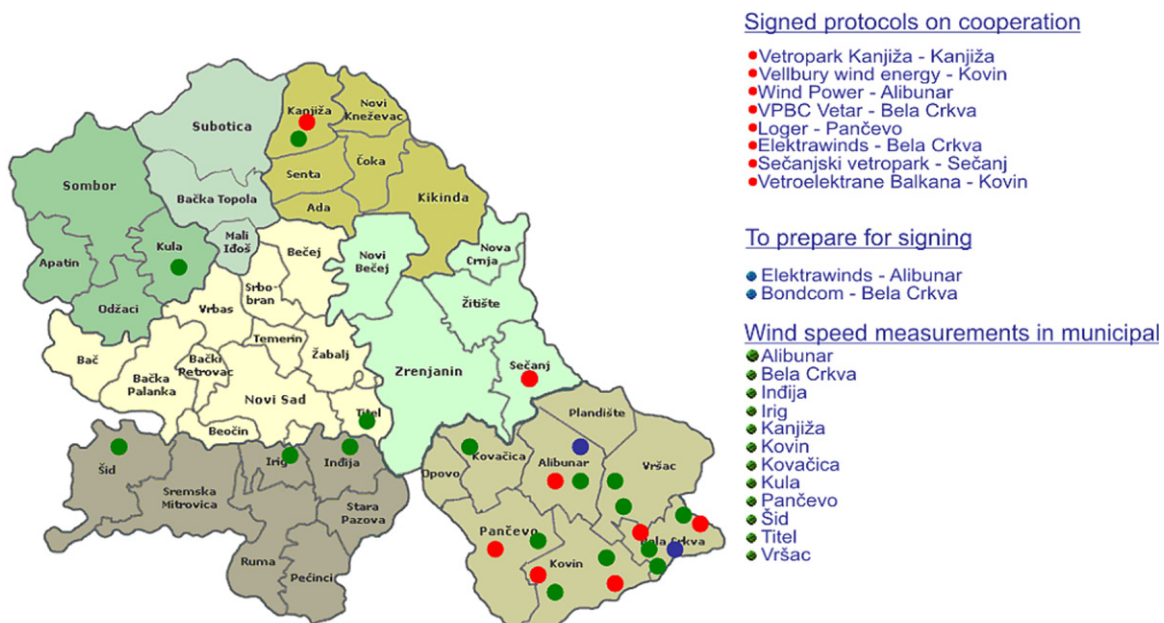 Signed protocols on cooperation
Vetropark Kanjiža - Kanjiža
Vellbury wind energy - Kovin
Wind Power - Alibunar
VPBC Vetar - Bela Crkva
Loger - Pančevo
Elektrawinds - Bela Crkva
Sečanjski vetropark - Sečanj
Vetroelektrane Balkana - Kovin
To prepare for signing
Elektrawinds - Alibunar
Bondcom - Bela Crkva
Wind speed measurements in municipal
Alibunar
Bela Crkva
Inđija
Irig
Kanjiža
Kovin
Kovačica
Kula
Pančevo
Šid
Titel
Vršac
Kanjiža
Novi
Kneževac
Subotica
Čoka
Senta
Sombor
Bačka Topola
Kikinda
Ada
Mali
Iđoš
Kula
Bečej
Nova
Crnja
Novi
Bečej
Apatin
Srbo-
bran
Odžaci
Vrbas
Žitište
Temerin
Bač
Bački
Petrovac
Žabalj
Sečanj
Bačka
Palanka
Zrenjanin
Novi Sad
Titel
Plandište
Beočin
Kovačica
Alibunar
Vršac
Šid
Irig
Inđija
Opovo
Sremska
Mitrovica
Stara
Pazova
Pančevo
Bela Crkva
Ruma
Kovin
Pećinci